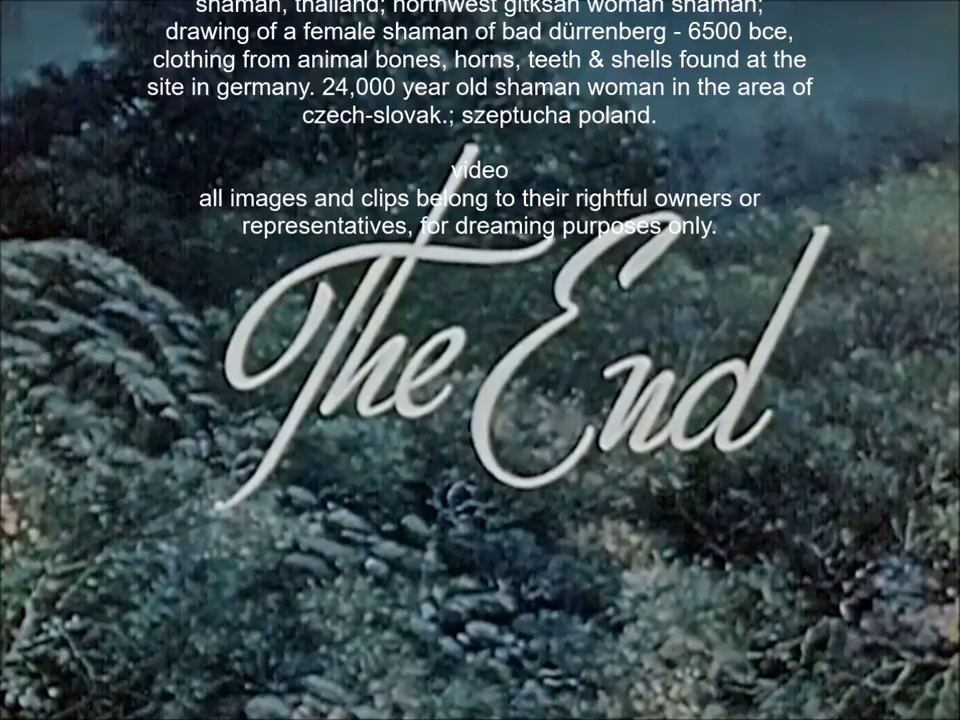 shaman, thailand; northwest gitksan woman shaman;
drawing of a female shaman of bad dürrenberg - 6500 bce,
clothing from animal bones, horns, teeth & shells found at the
site in germany. 24,000 year old shaman woman in the area of
czech-slovak.; szeptucha poland.
video
all images and clips belong to their rightful owners or
representatives, for dreaming purposes only.
The End